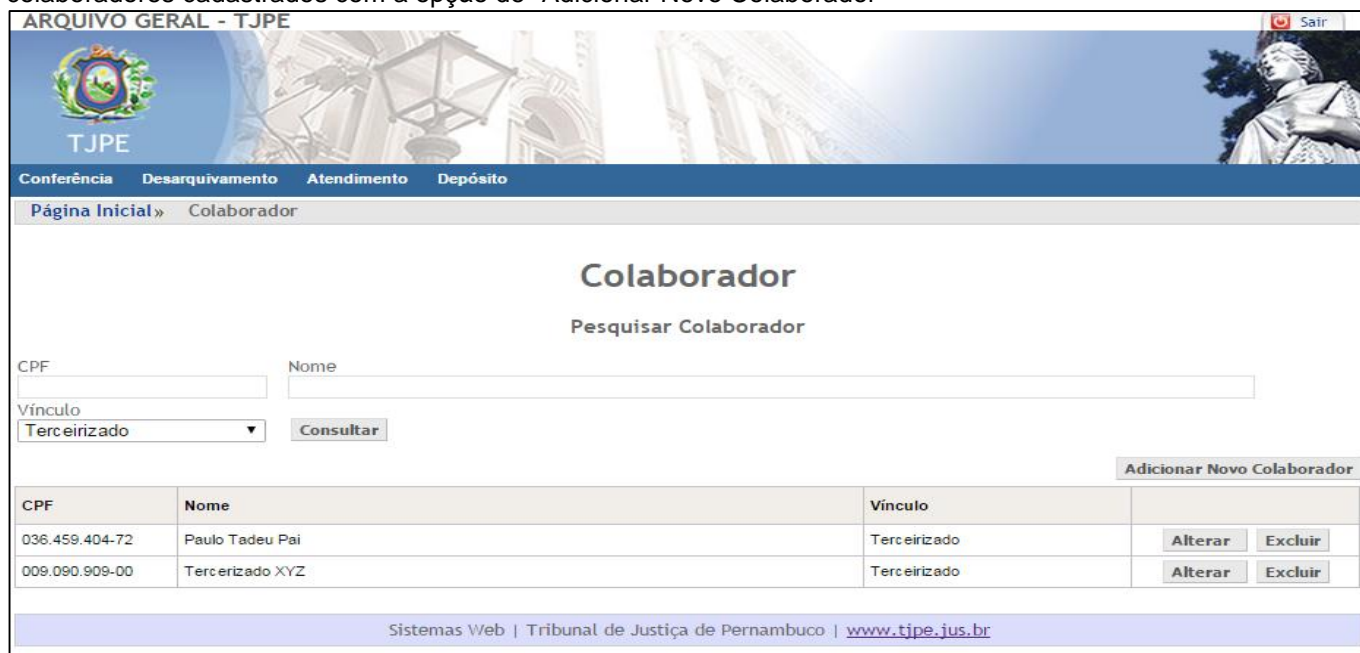 colaboradores cadastrados com a opção de "Adicionar Novo Colaborador"
ARQUIVO GERAL - TJPE
Sair
TJPE
Conferência Desarquivamento Atendimento Depósito
Página Inicial» Colaborador
Colaborador
Pesquisar Colaborador
CPF Nome
Vínculo
Terceirizado Consultar
Adicionar Novo Colaborador
CPF Nome Vínculo
036.459.404-72 Paulo Tadeu Pai Terceirizado Alterar Excluir
009.090.909-00 Tercerizado XYZ Terceirizado Alterar Excluir
Sistemas Web | Tribunal de Justiça de Pernambuco | www.tjpe.jus.br